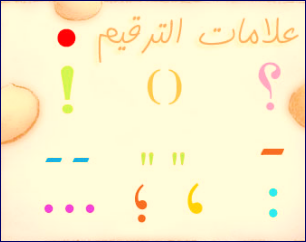 علامات الترقيم .
؟ () !
- " " --
: ، ؛ ...